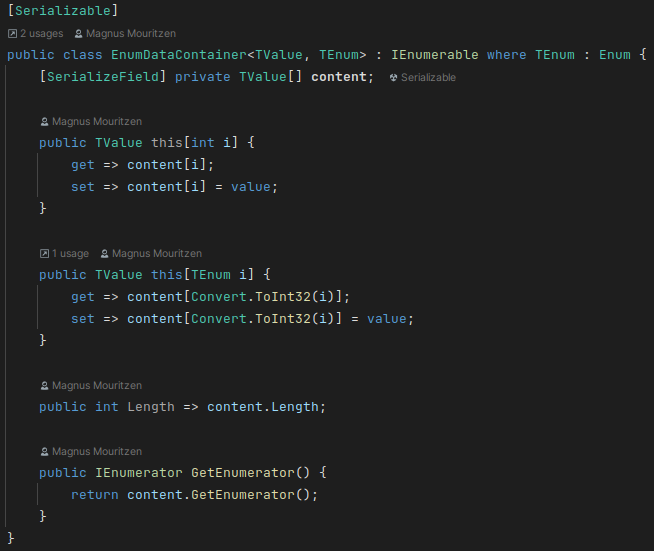 [Serializable]
2 usages Magnus Mouritzen
public class EnumDataContainer<TValue, TEnum> : IEnumerable where TEnum : Enum {
[SerializeField] private TValue[] content; Serializable
Magnus Mouritzen
public TValue this[int i] {
get => content[i];
set => content[i] = value;
}
1 usage Magnus Mouritzen
public TValue this[TEnum i] {
get => content[Convert.ToInt32(i)];
set => content[Convert.ToInt32(i)] = value;
}
Magnus Mouritzen
public int Length => content.Length;
Magnus Mouritzen
public IEnumerator GetEnumerator() {
return content.GetEnumerator();
}
}